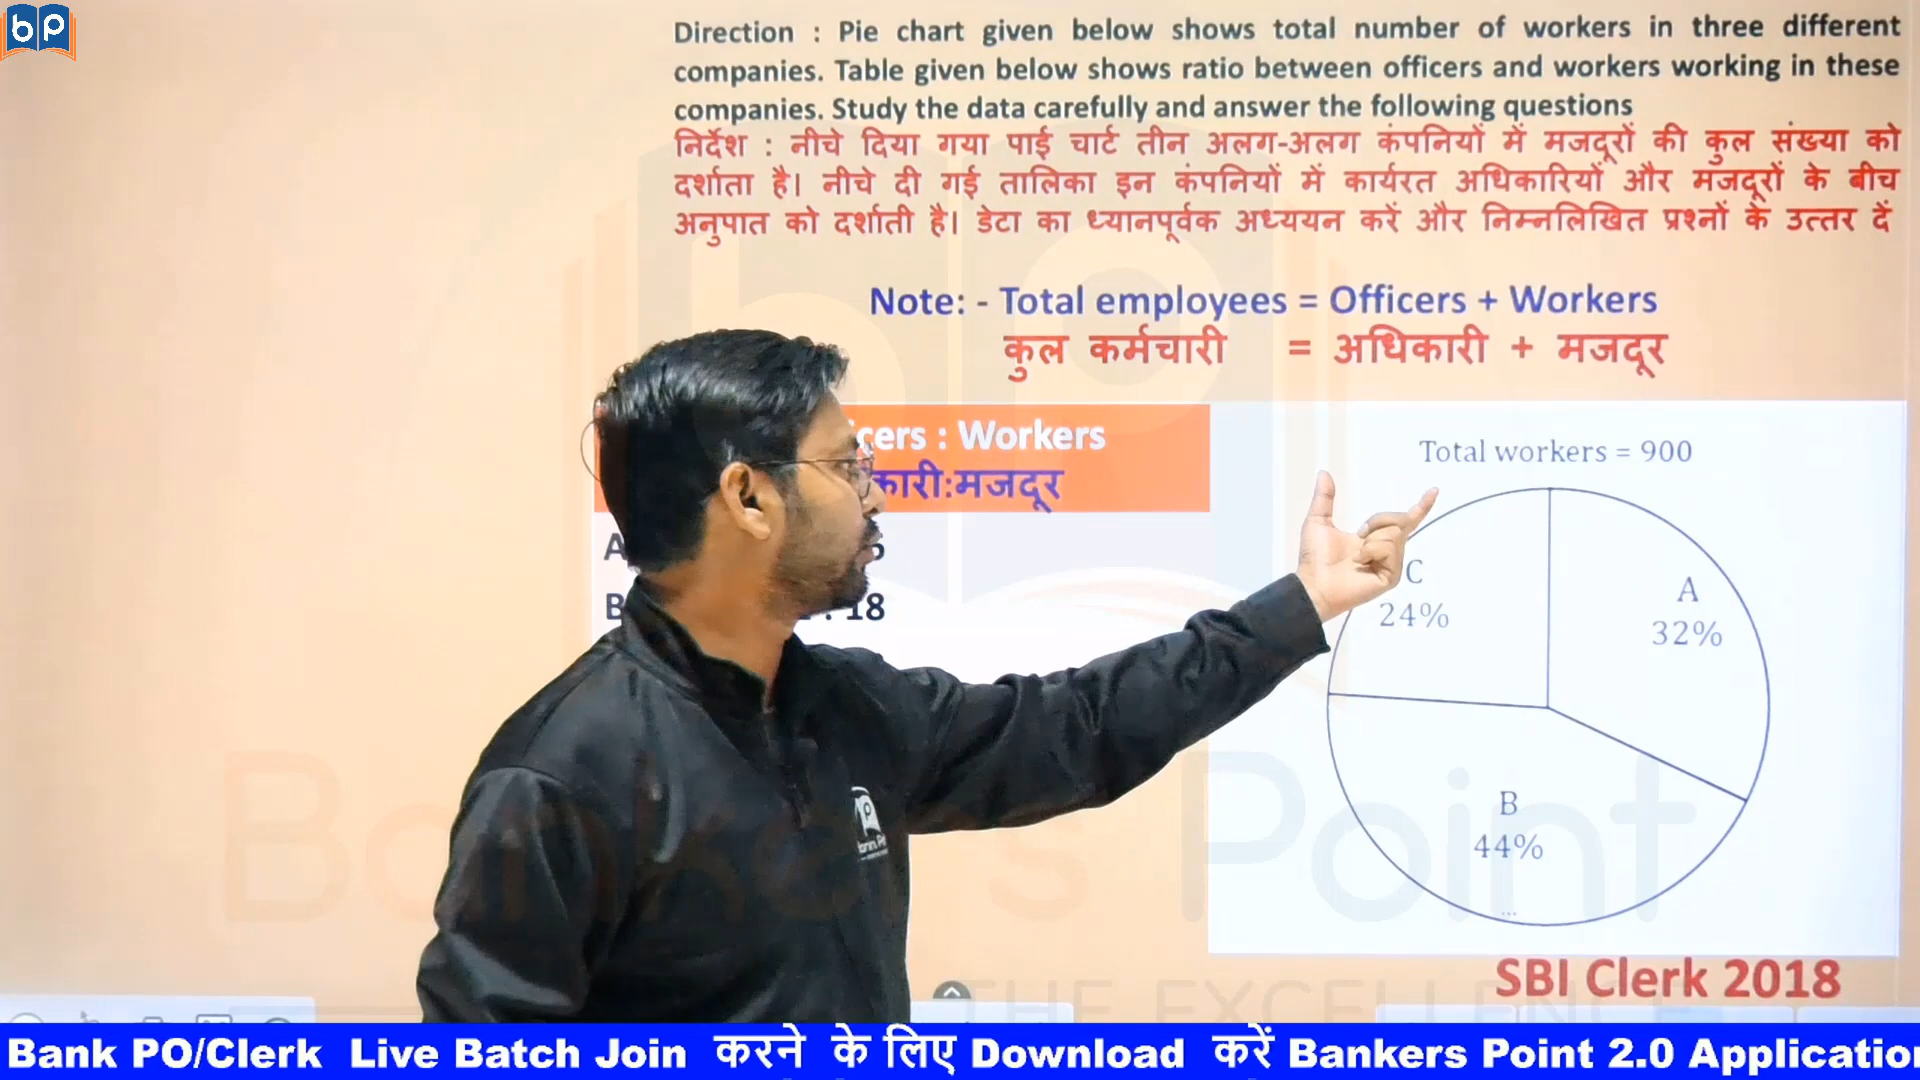 bp
Direction : Pie chart given below shows total number of workers in three different
companies. Table given below shows ratio between officers and workers working in these
companies. Study the data carefully and answer the following questions
निर्देश : नीचे दिया गया पाई चार्ट तीन अलग-अलग कंपनियों में मजदूरों की कुल संख्या को
दर्शाता है। नीचे दी गई तालिका इन कंपनियों में कार्यरत अधिकारियों और मजदूरों के बीच
अनुपात को दर्शाती है। डेटा का ध्यानपूर्वक अध्ययन करें और निम्नलिखित प्रश्नों के उत्तर दें
Note: - Total employees = Officers + Workers
कुल कर्मचारी = अधिकारी + मजदूर
: Workers
:मजदूर
A
B : 18
Total workers = 900
C
24%
A
32%
B
44%
...
Bankers Point
THE EXCELLENCE
SBI Clerk 2018
Bank PO/Clerk Live Batch Join करने के लिए Download करें Bankers Point 2.0